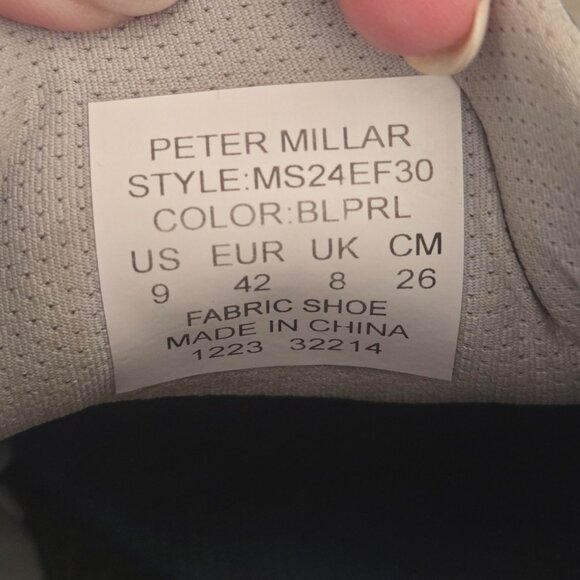 PETER MILLAR
STYLE:MS24EF30
COLOR:BLPRL
US EUR UK CM
9 42 8 26
FABRIC SHOE
MADE IN CHINA
1223 32214